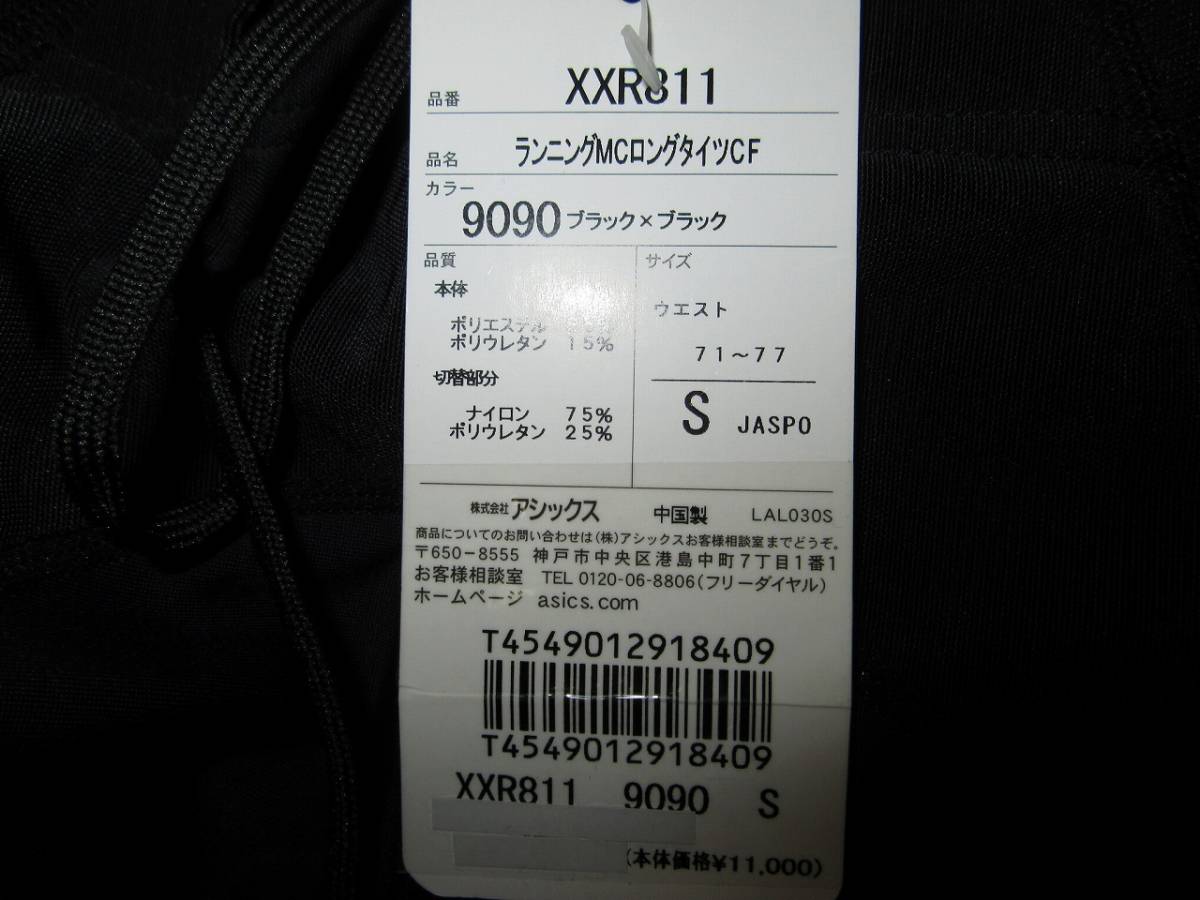 品番 XXR811
品名 ランニングMCロングタイツCF
カラー
9090 ブラック×ブラック
品質
本体
ポリエステル
ポリウレタン 15%
切替部分
ナイロン 75%
ポリウレタン 25%
サイズ
ウエスト
71~77
S JASPO
株式会社アシックス 中国製 LAL030S
商品についてのお問い合わせは(株)アシックスお客様相談室までどうぞ。
〒650-8555 神戸市中央区港島中町7丁目1番1
お客様相談室 TEL 0120-06-8806(フリーダイヤル)
ホームページ asics.com
T4549012918409
T4549012918409
XXR811 9090 S
(本体価格¥11,000)